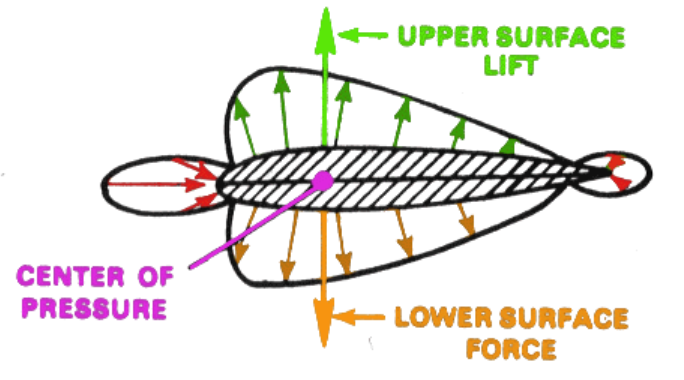 UPPER SURFACE
LIFT
CENTER OF
PRESSURE
LOWER SURFACE
FORCE